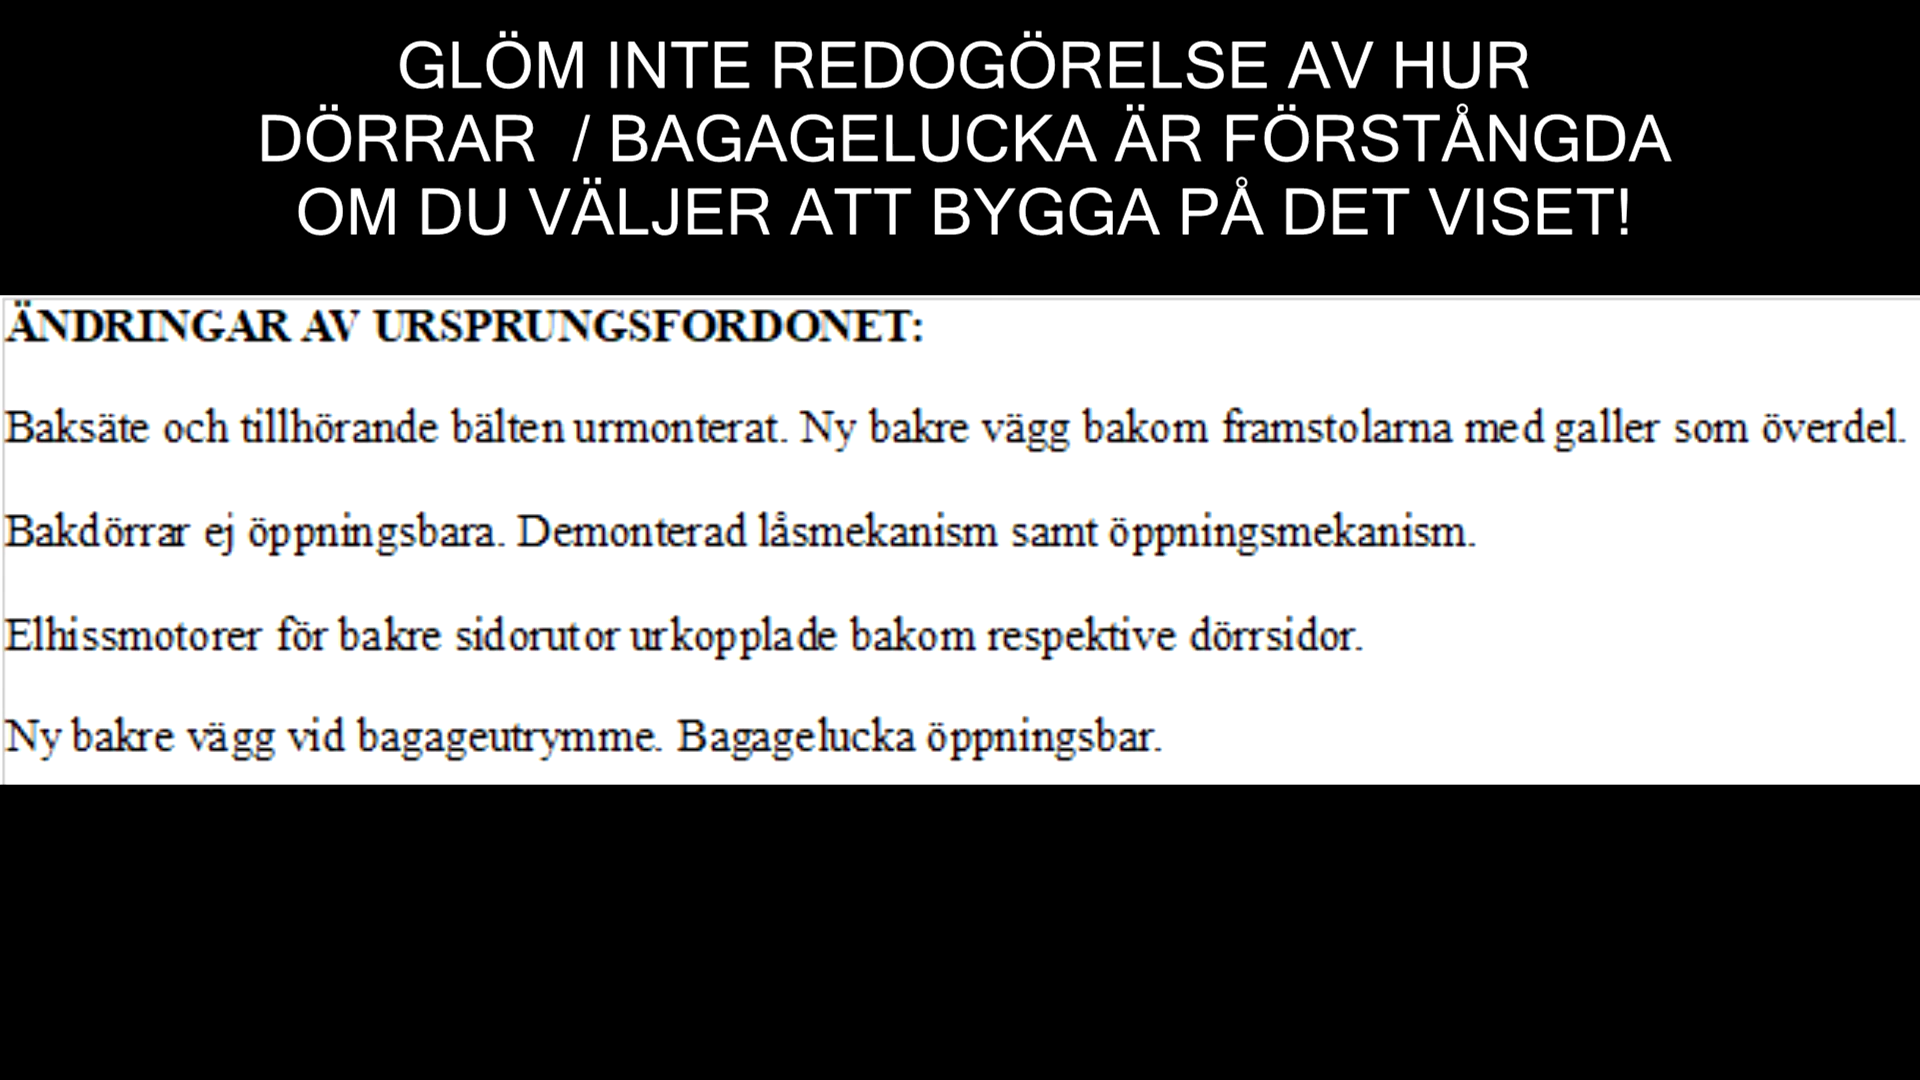 GLÖM INTE REDOGÖRELSE AV HUR
DÖRRAR / BAGAGELUCKA ÄR FÖRSTÅNGDA
OM DU VÄLJER ATT BYGGA PÅ DET VISET!
ÄNDRINGAR AV URSPRUNGSFORDONET:
Baksäte och tillhörande bälten urmonterat. Ny bakre vägg bakom framstolarna med galler som överdel.
Bakdörrar ej öppningsbara. Demonterad låsmekanism samt öppningsmekanism.
Elhissmotorer för bakre sidorutor urkopplade bakom respektive dörrsidor.
Ny bakre vägg vid bagageutrymme. Bagagelucka öppningsbar.